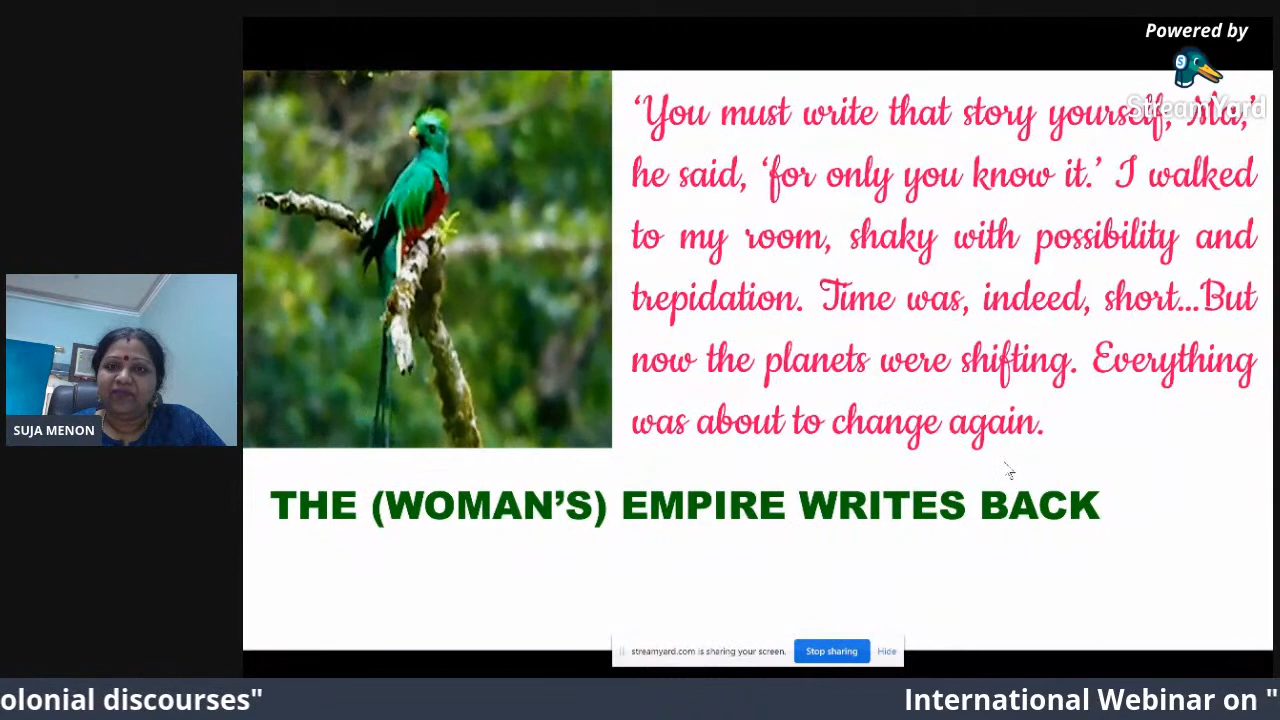 Powered by
StreamYard
‘You must write that story yourself, Ma,’
he said, ‘for only you know it.’ I walked
to my room, shaky with possibility and
trepidation. Time was, indeed, short...But
now the planets were shifting. Everything
was about to change again.
SUJA MENON
THE (WOMAN’S) EMPIRE WRITES BACK
streamyard.com is sharing your screen.
Stop sharing
Hide
olonial discourses"
International Webinar on "